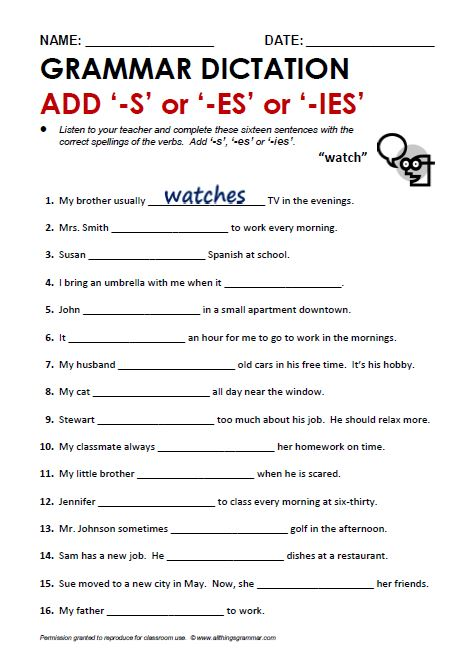 NAME: ________________ DATE: ________________
GRAMMAR DICTATION
ADD ‘-S’ or ‘-ES’ or ‘-IES’
● Listen to your teacher and complete these sixteen sentences with the
correct spellings of the verbs. Add ‘-s’, ‘-es’ or ‘-ies’.
“watch”
1. My brother usually watches TV in the evenings.
2. Mrs. Smith ____________________ to work every morning.
3. Susan ____________________ Spanish at school.
4. I bring an umbrella with me when it ____________________.
5. John ____________________ in a small apartment downtown.
6. It ____________________ an hour for me to go to work in the mornings.
7. My husband ____________________ old cars in his free time. It’s his hobby.
8. My cat ____________________ all day near the window.
9. Stewart ____________________ too much about his job. He should relax more.
10. My classmate always ____________________ her homework on time.
11. My little brother ____________________ when he is scared.
12. Jennifer ____________________ to class every morning at six-thirty.
13. Mr. Johnson sometimes ____________________ golf in the afternoon.
14. Sam has a new job. He ____________________ dishes at a restaurant.
15. Sue moved to a new city in May. Now, she ____________________ her friends.
16. My father ____________________ to work.
Permission granted to reproduce for classroom use. © www.allthingsgrammar.com